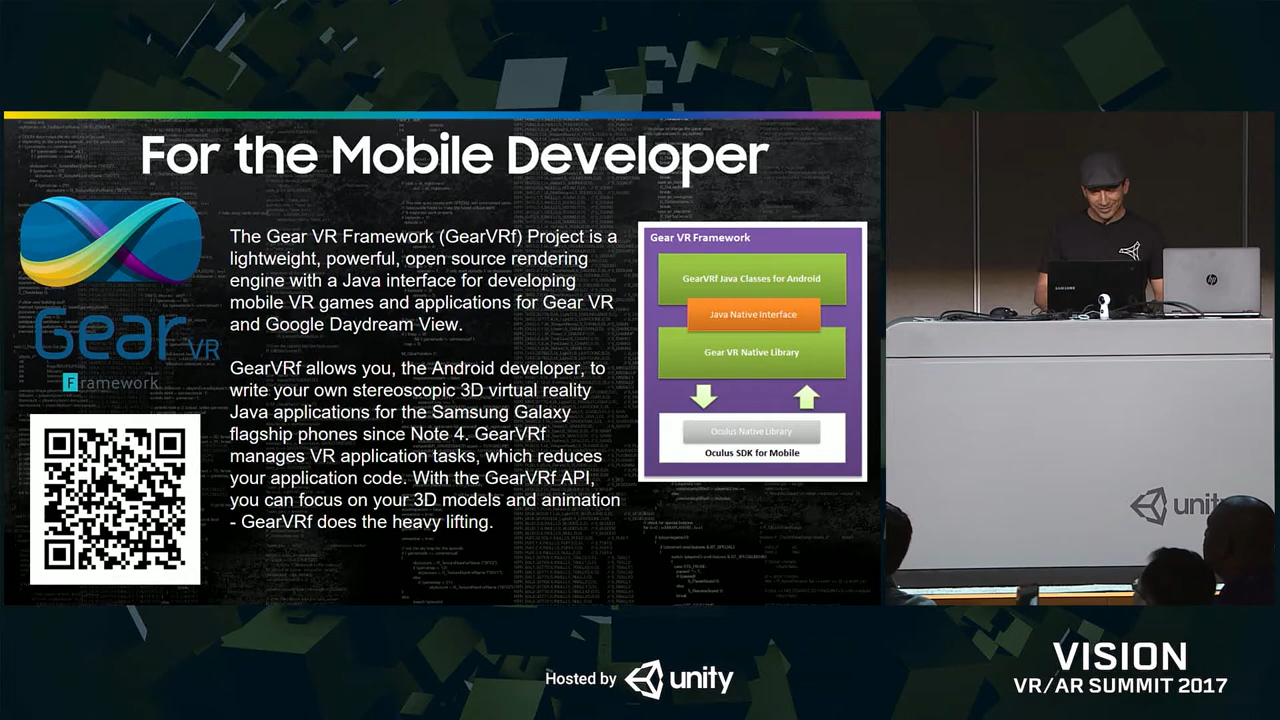 For the Mobile Developer
Gear VR
Framework
The Gear VR Framework (GearVRf) Project is a
lightweight, powerful, open source rendering
engine with a Java interface for developing
mobile VR games and applications for Gear VR
and Google Daydream View.
GearVRf allows you, the Android developer, to
write your own stereoscopic 3D virtual reality
Java applications for the Samsung Galaxy
flagship phones since Note 4. GearVRf
manages VR application tasks, which reduces
your application code. With the GearVRf API,
you can focus on your 3D models and animation
- GearVRf does the heavy lifting.
Gear VR Framework
GearVRf Java Classes for Android
Java Native Interface
Gear VR Native Library
Oculus Native Library
Oculus SDK for Mobile
SAMSUNG
hp
unity
Hosted by unity
VISION
VR/AR SUMMIT 2017